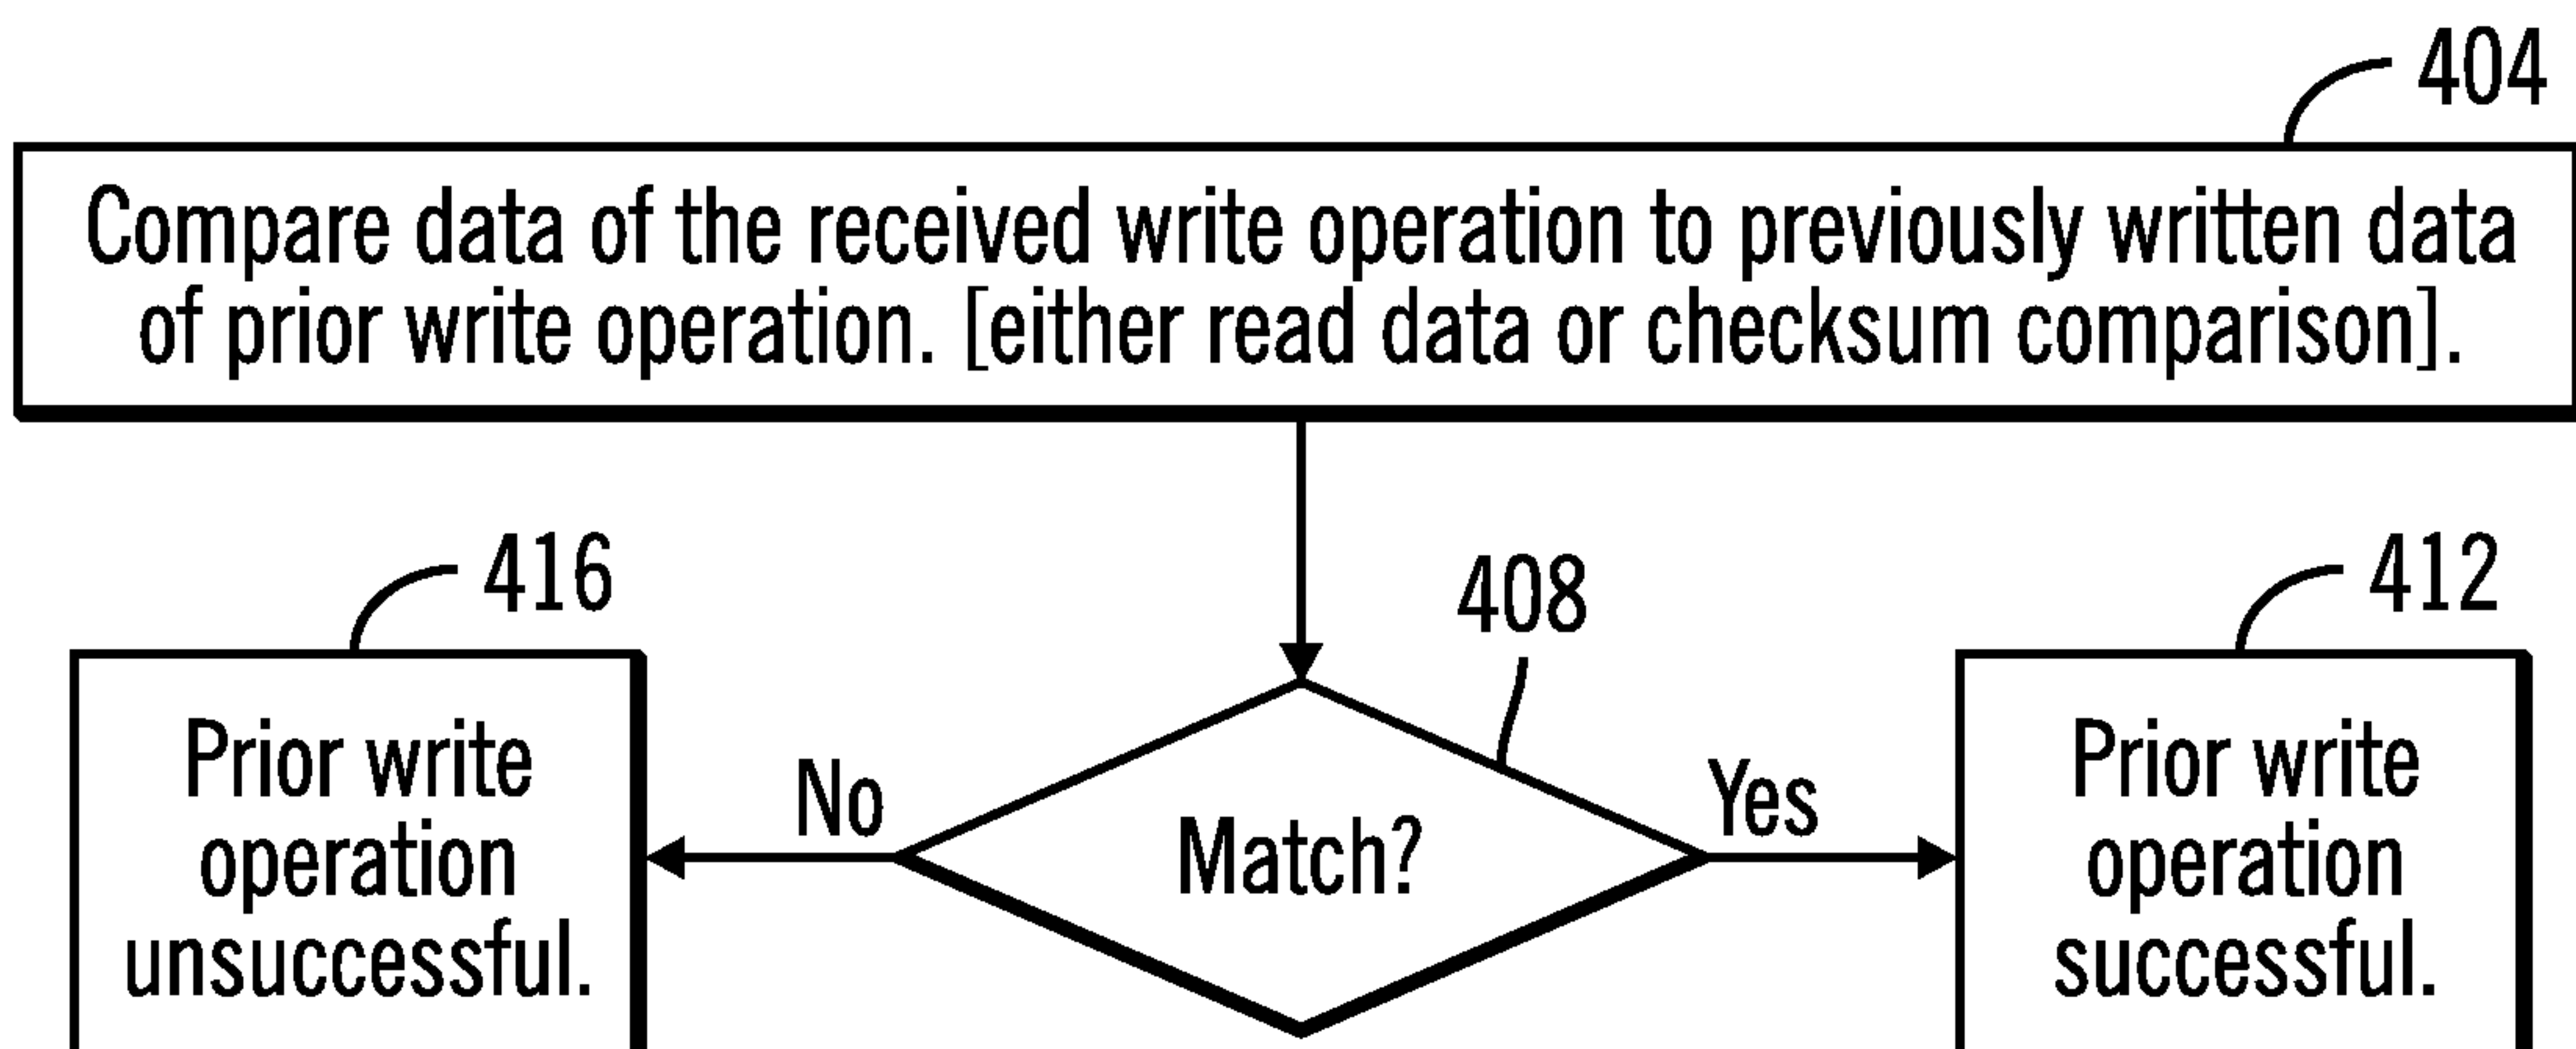 404
Compare data of the received write operation to previously written data
of prior write operation. [either read data or checksum comparison].
416
408
412
Prior write
operation
unsuccessful.
No
Match?
Yes
Prior write
operation
successful.